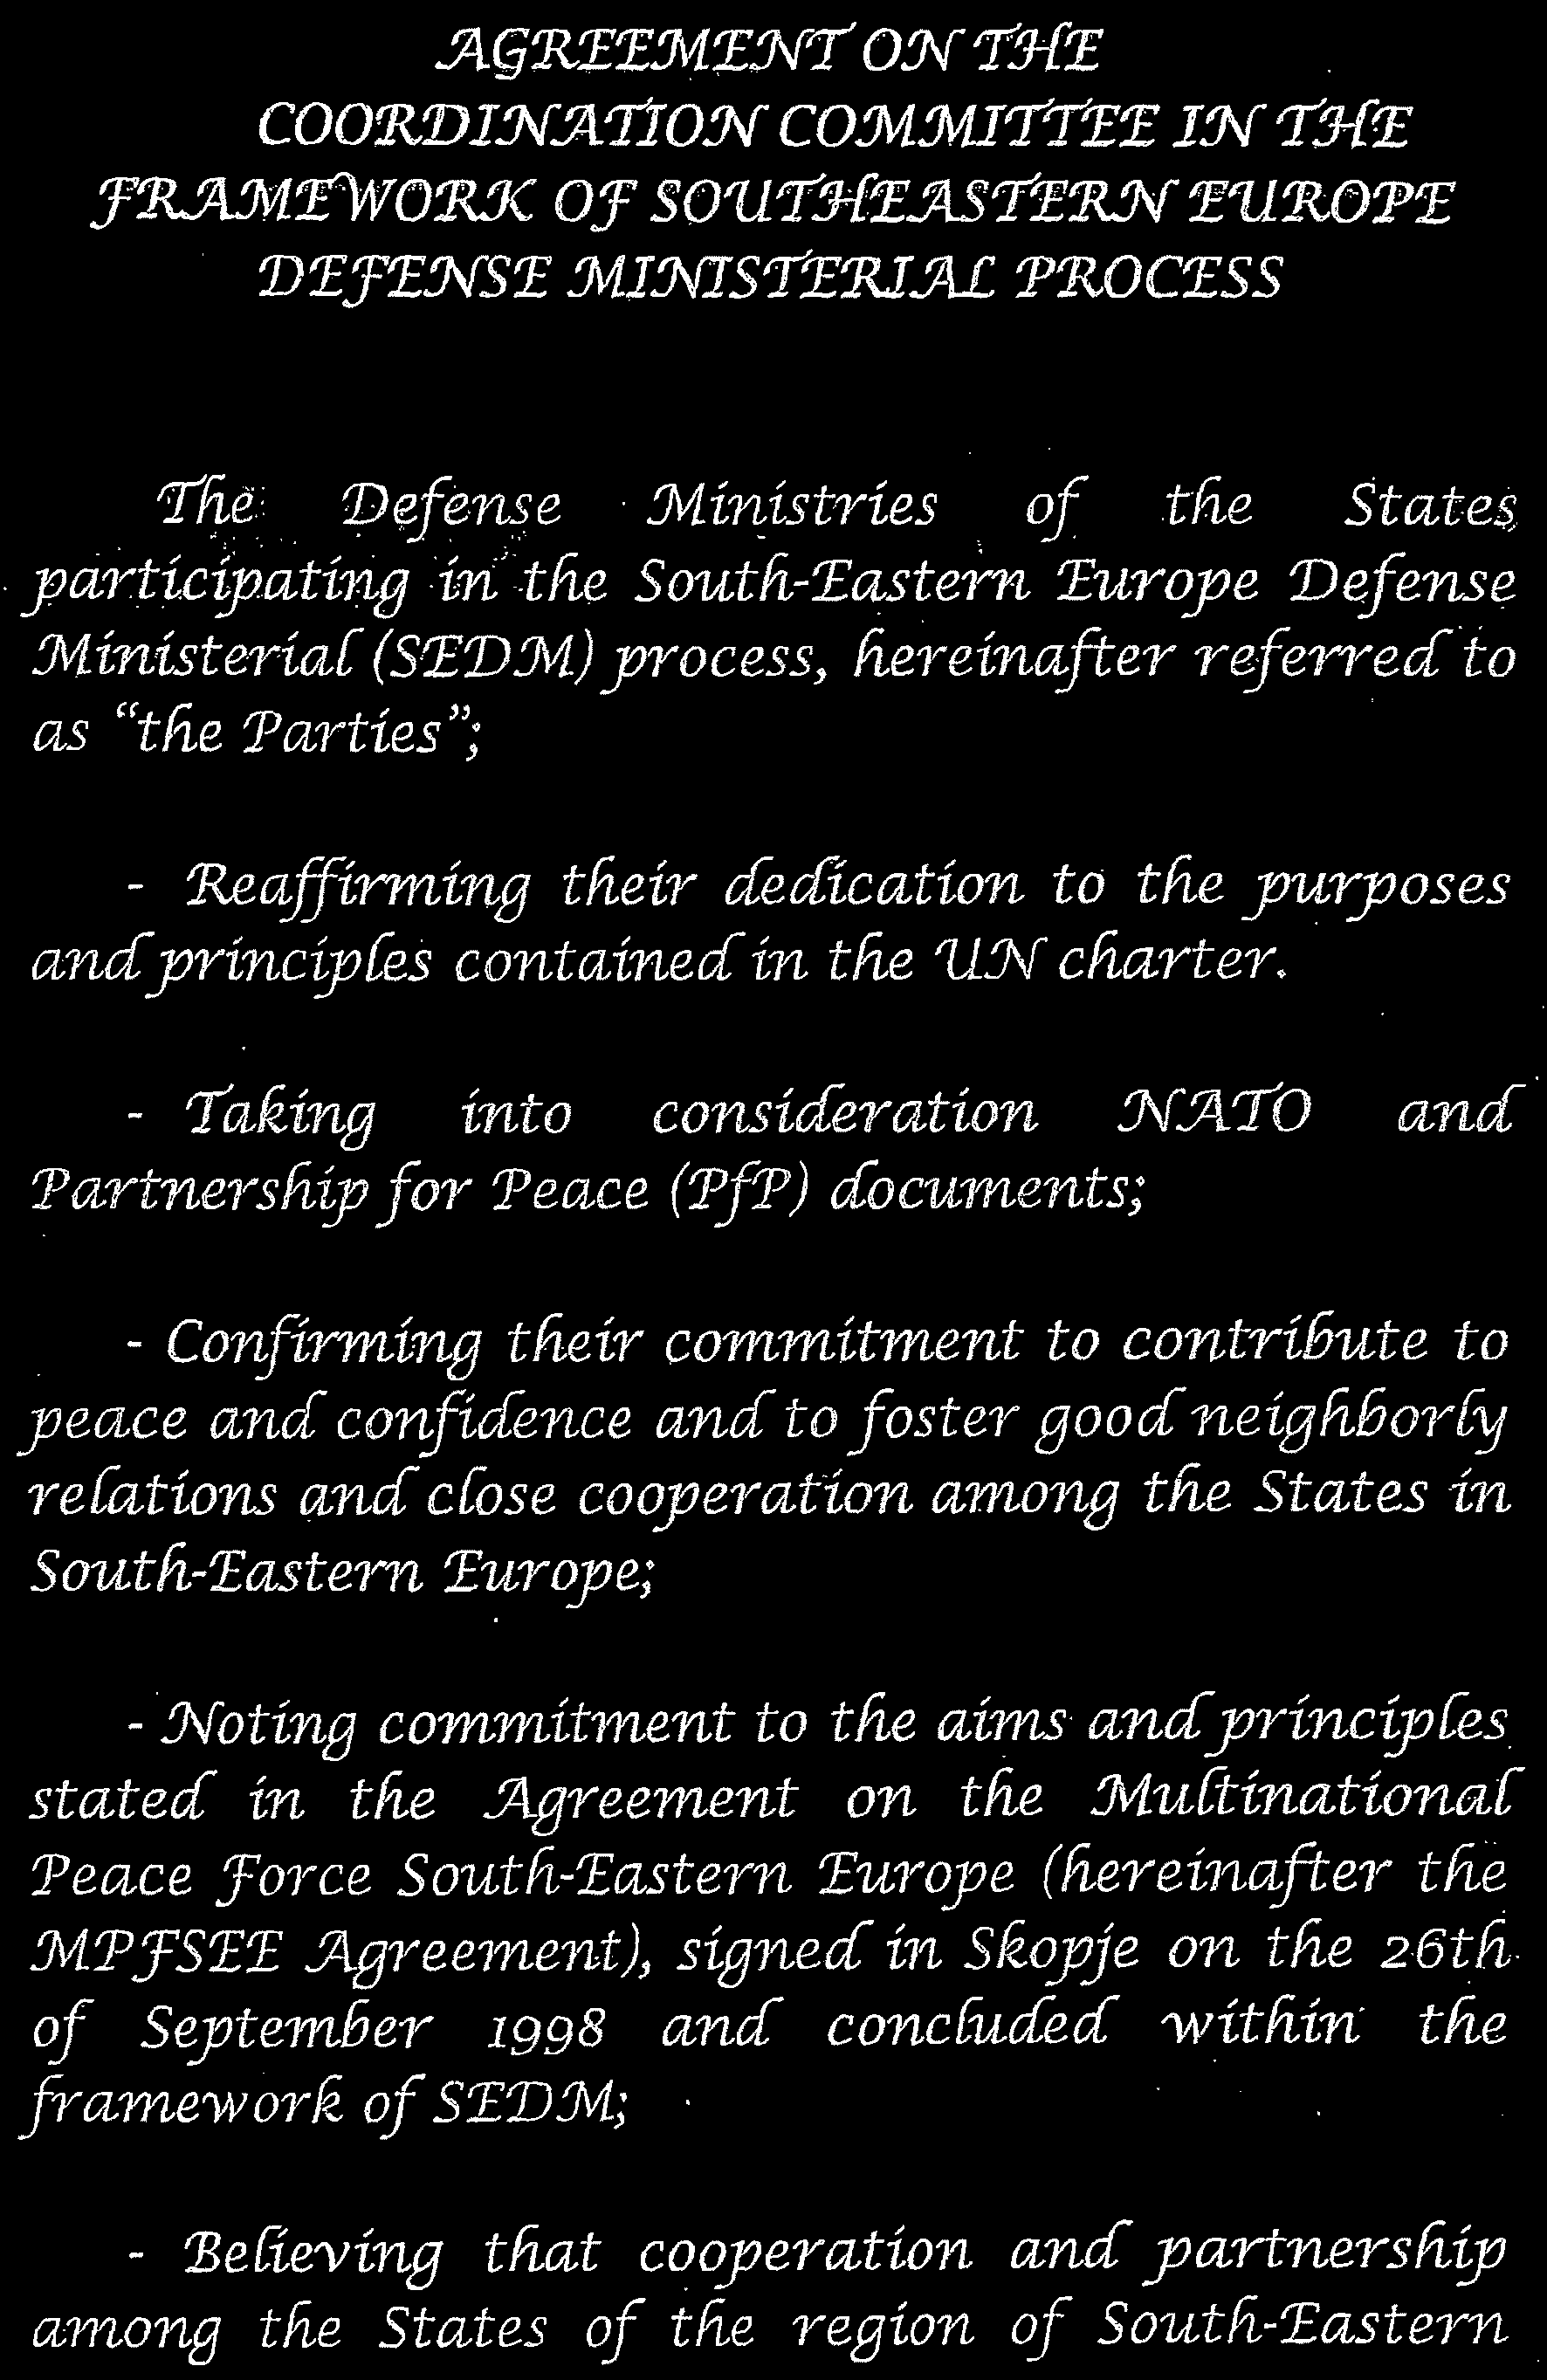 AGREEMENT ON THE
COORDINATION COMMITTEE IN THE
FRAMEWORK OF SOUTHEASTERN EUROPE
DEFENSE MINISTERIAL PROCESS
The Defense Ministries of the States
participating in the South-Eastern Europe Defense
Ministerial (SEDM) process, hereinafter referred to
as “the Parties”;
- Reaffirming their dedication to the purposes
and principles contained in the UN charter.
- Taking into consideration NATO and
Partnership for Peace (PfP) documents;
- Confirming their commitment to contribute to
peace and confidence and to foster good neighborly
relations and close cooperation among the States in
South-Eastern Europe;
- Noting commitment to the aims and principles
stated in the Agreement on the Multinational
Peace Force South-Eastern Europe (hereinafter the
MPFSEE Agreement), signed in Skopje on the 26th
of September 1998 and concluded within the
framework of SEDM;
- Believing that cooperation and partnership
among the States of the region of South-Eastern